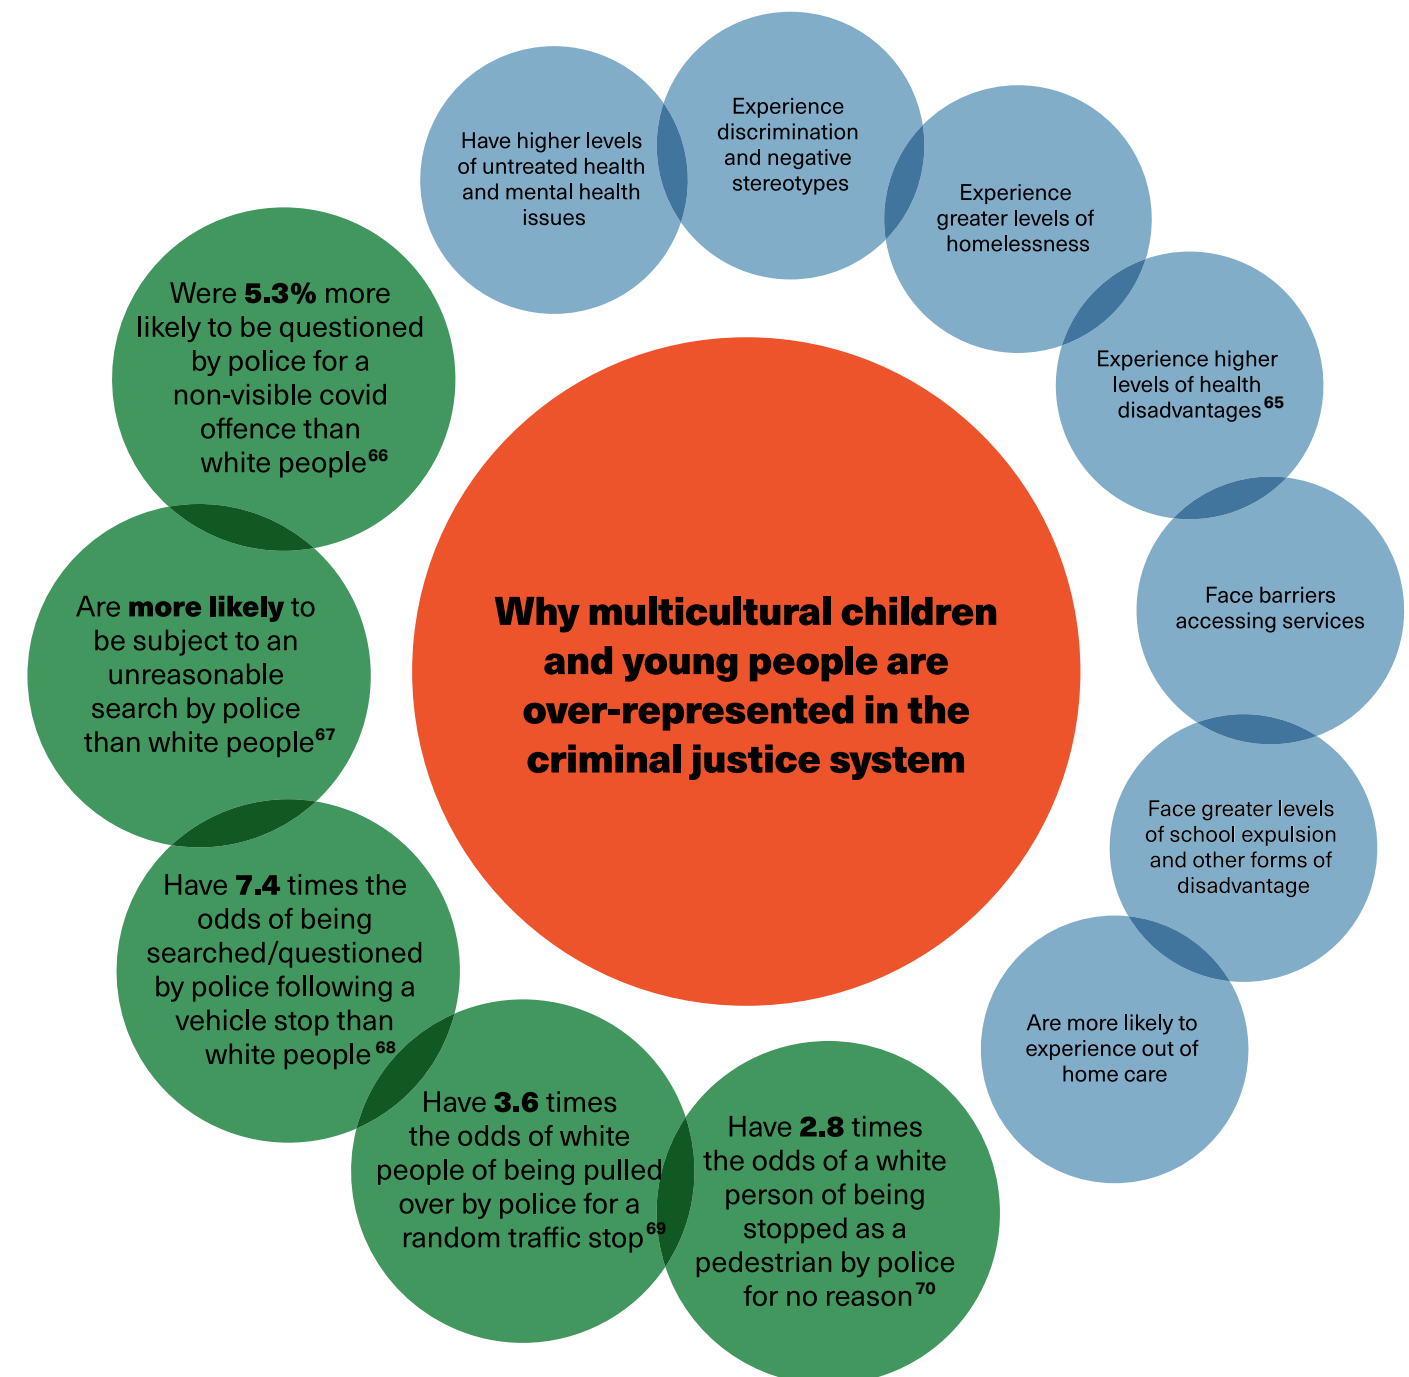 Have higher levels
of untreated health
and mental health
issues
Experience
discrimination
and negative
stereotypes
Experience
greater levels of
homelessness
Experience higher
levels of health
disadvantages65
Face barriers
accessing services
Face greater levels
of school expulsion
and other forms of
disadvantage
Are more likely to
experience out of
home care
Why multicultural children
and young people are
over-represented in the
criminal justice system
Were 5.3% more
likely to be questioned
by police for a
non-visible covid
offence than
white people66
Are more likely to
be subject to an
unreasonable
search by police
than white people67
Have 7.4 times the
odds of being
searched/questioned
by police following a
vehicle stop than
white people68
Have 3.6 times
the odds of white
people of being pulled
over by police for a
random traffic stop69
Have 2.8 times
the odds of a white
person of being
stopped as a
pedestrian by police
for no reason70